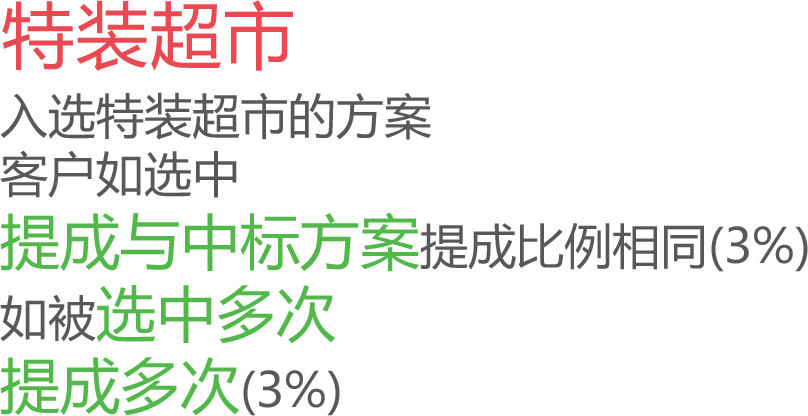 特装超市
入选特装超市的方案
客户如选中
提成与中标方案提成比例相同(3%)
如被选中多次
提成多次(3%)